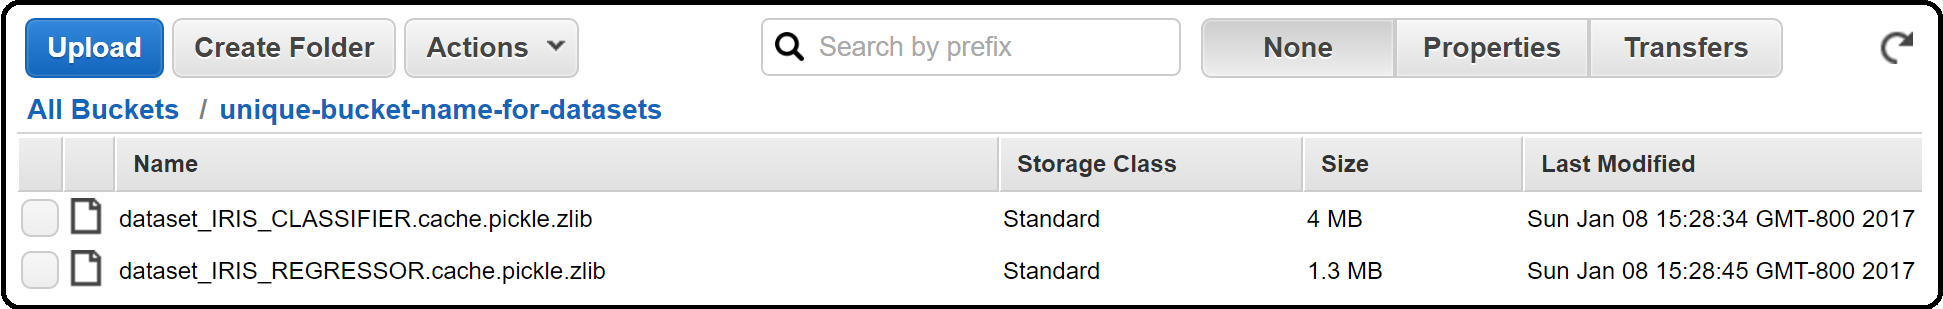 Upload Create Folder Actions Search by prefix None Properties Transfers
All Buckets / unique-bucket-name-for-datasets
Name Storage Class Size Last Modified
dataset_IRIS_CLASSIFIER.cache.pickle.zlib Standard 4 MB Sun Jan 08 15:28:34 GMT-800 2017
dataset_IRIS_REGRESSOR.cache.pickle.zlib Standard 1.3 MB Sun Jan 08 15:28:45 GMT-800 2017